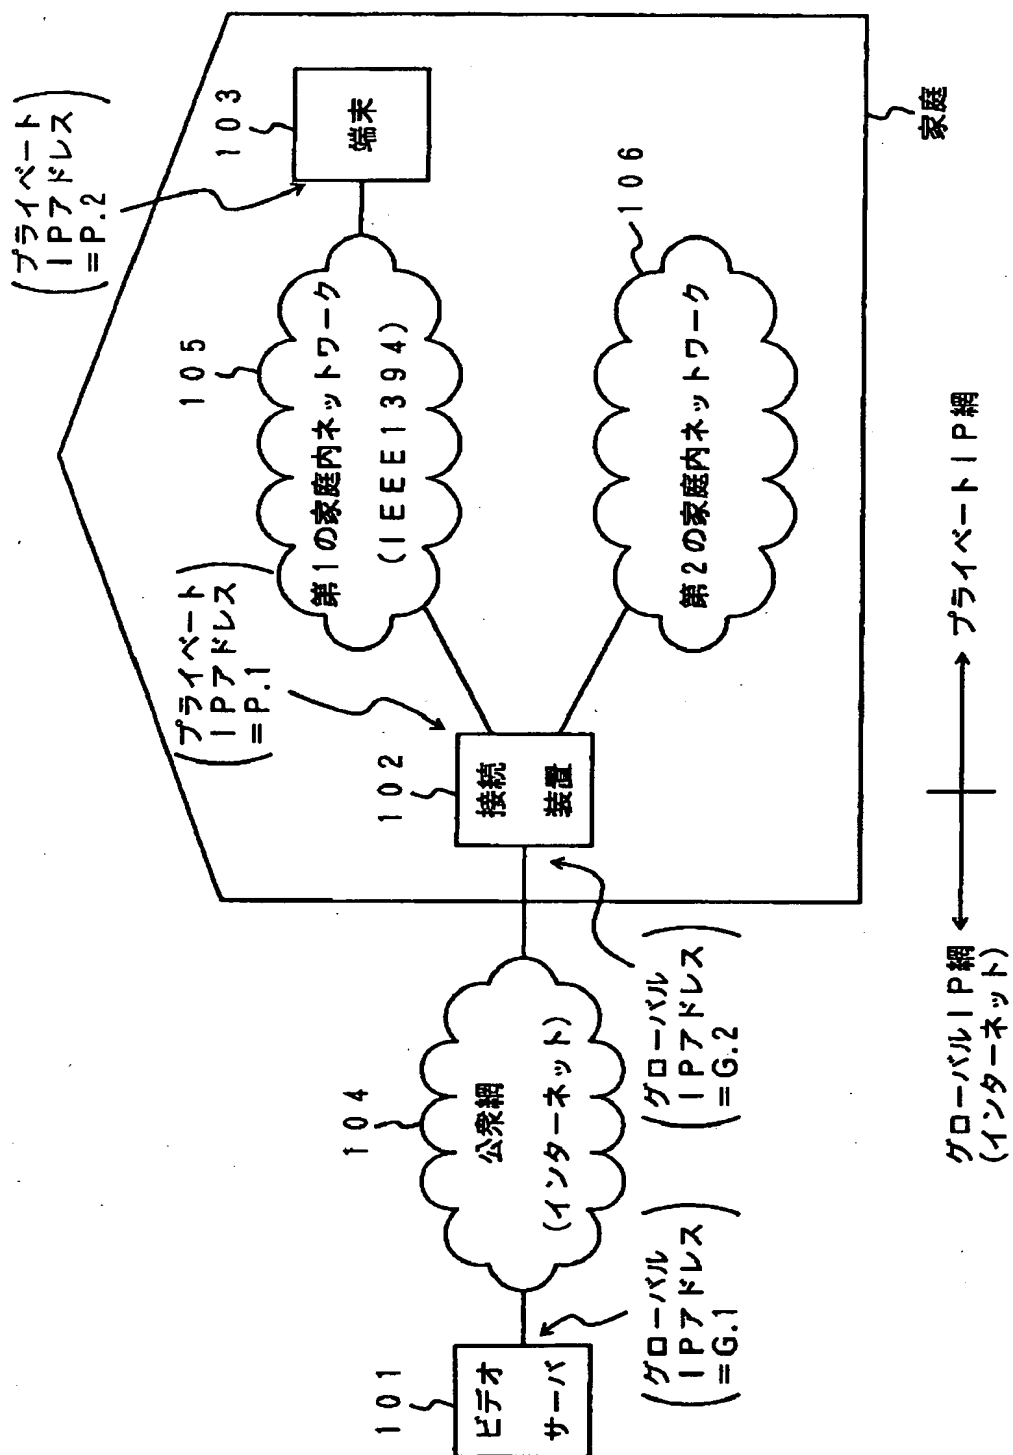 101
ビデオ
サーバ
(グローバル
IPアドレス
=G.1)
104
公衆網
(インターネット)
(グローバル
IPアドレス
=G.2)
102
接続
装置
(プライベート
IPアドレス
=P.1)
105
第1の家庭内ネットワーク
(IEEE1394)
106
第2の家庭内ネットワーク
103
端末
(プライベート
IPアドレス
=P.2)
家庭
グローバルIP網
(インターネット)
プライベートIP網